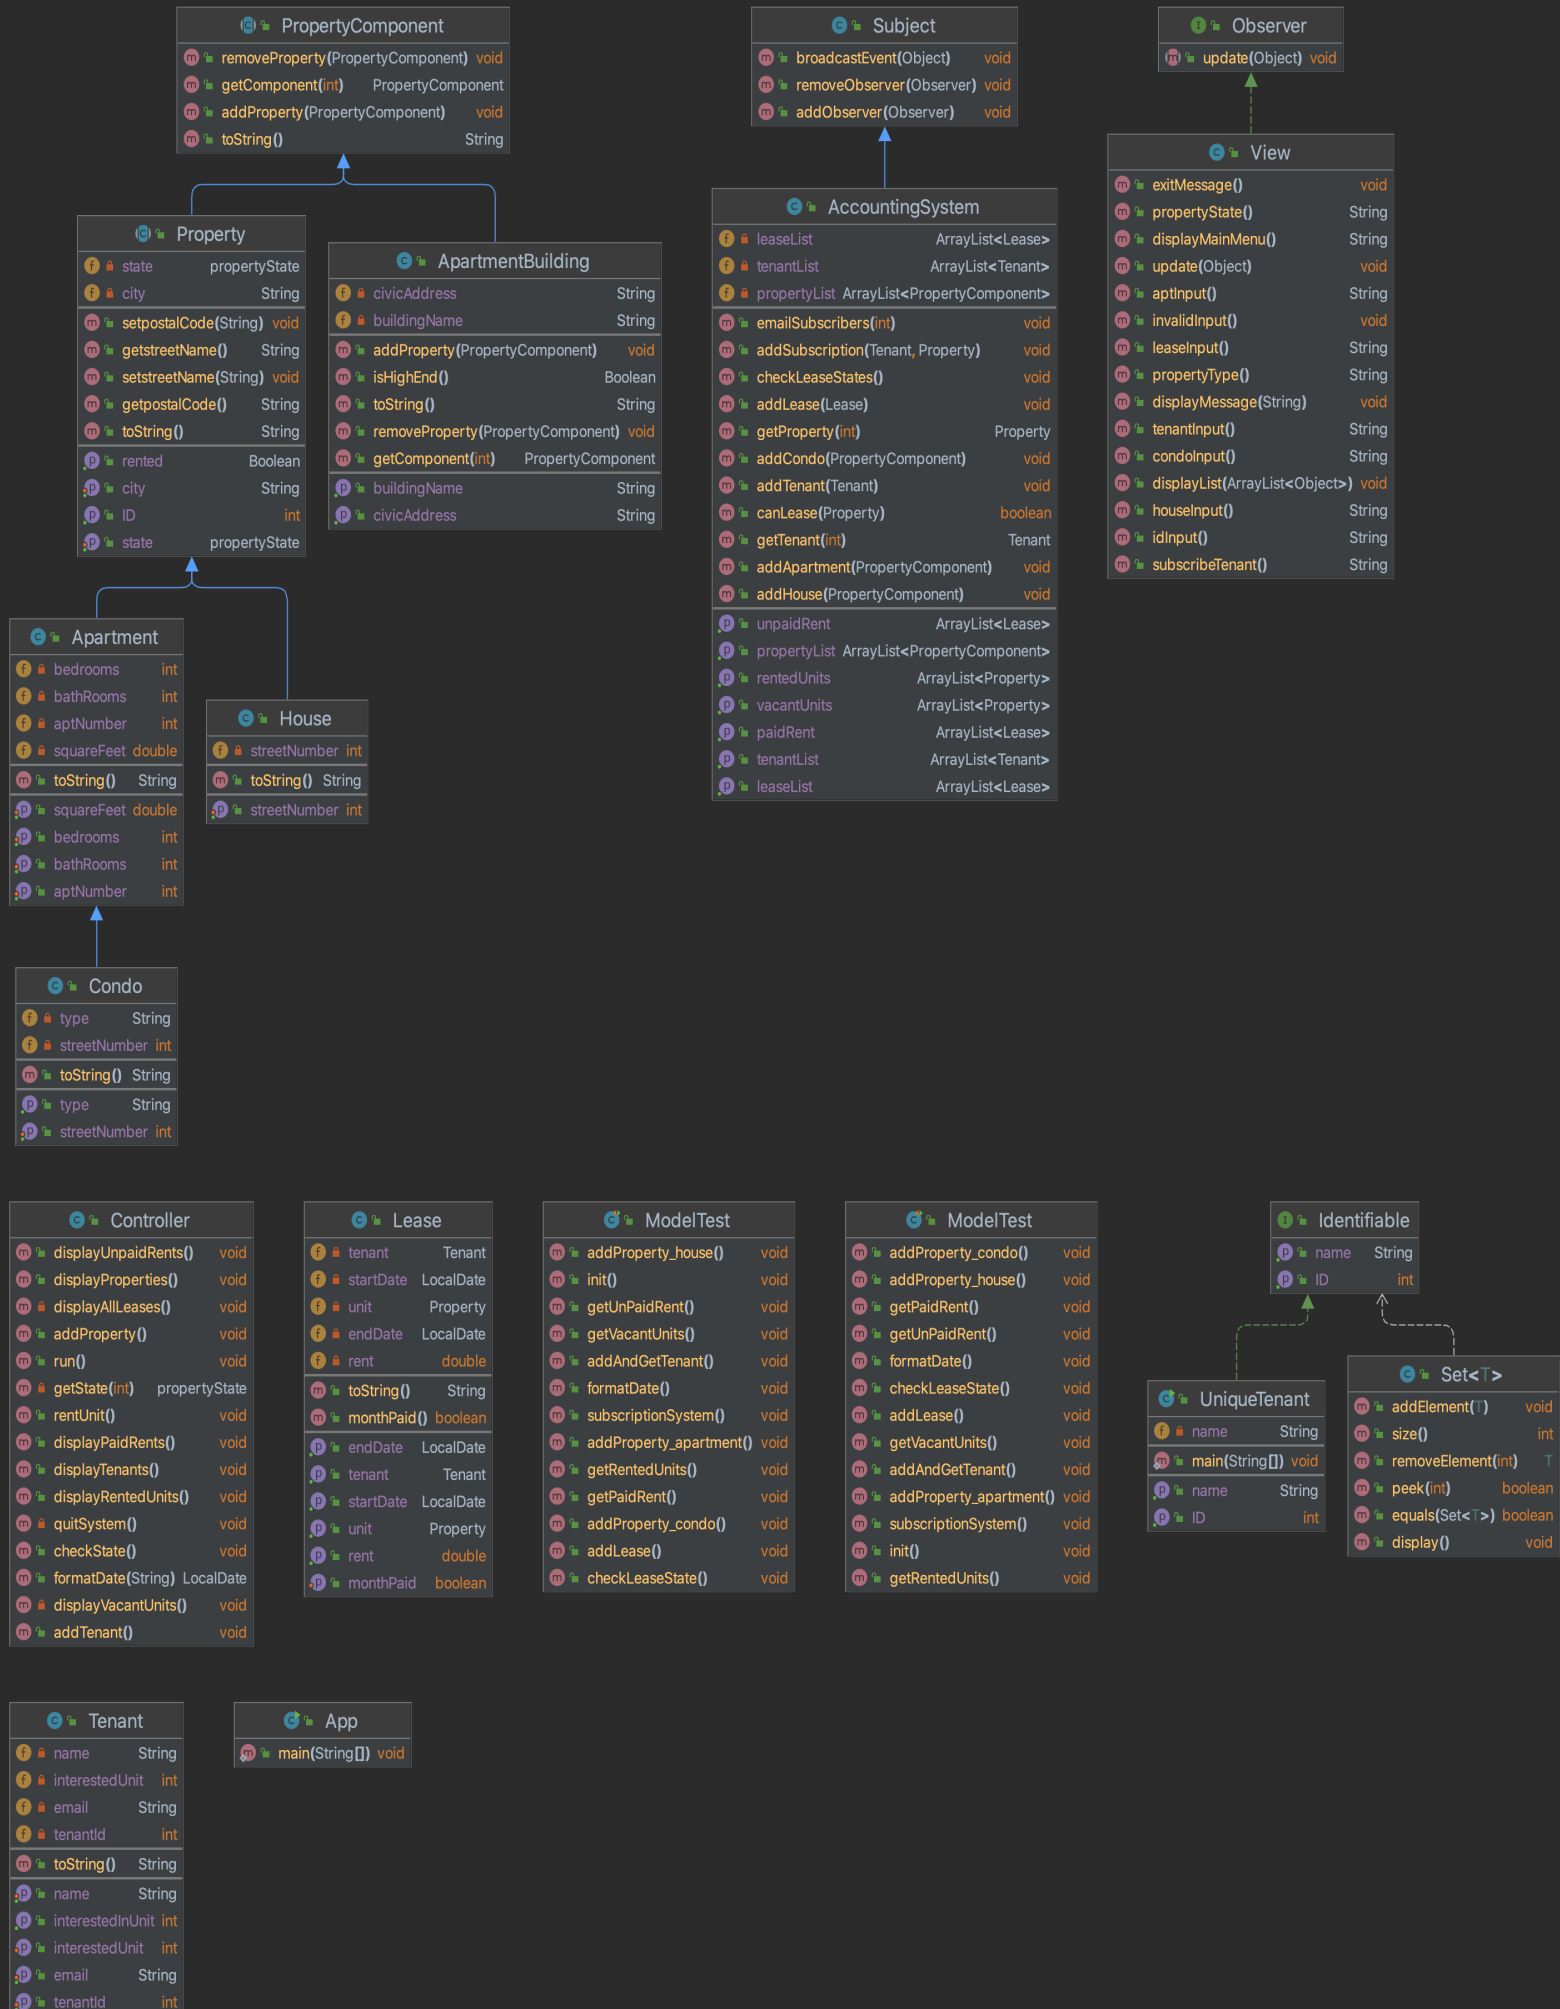 PropertyComponent
removeProperty(PropertyComponent) void
getComponent(int) PropertyComponent
addProperty(PropertyComponent) void
toString() String
Subject
broadcastEvent(Object) void
removeObserver(Observer) void
addObserver(Observer) void
Observer
update(Object) void
View
exitMessage() void
propertyState() String
displayMainMenu() String
update(Object) void
aptInput() String
invalidInput() void
leaseInput() String
propertyType() String
displayMessage(String) void
tenantInput() String
condoInput() String
displayList(ArrayList<Object>) void
houseInput() String
idInput() String
subscribeTenant() String
AccountingSystem
leaseList ArrayList<Lease>
tenantList ArrayList<Tenant>
propertyList ArrayList<PropertyComponent>
emailSubscribers(int) void
addSubscription(Tenant, Property) void
checkLeaseStates() void
addLease(Lease) void
getProperty(int) Property
addCondo(PropertyComponent) void
addTenant(Tenant) void
canLease(Property) boolean
getTenant(int) Tenant
addApartment(PropertyComponent) void
addHouse(PropertyComponent) void
unpaidRent ArrayList<Lease>
propertyList ArrayList<PropertyComponent>
rentedUnits ArrayList<Property>
vacantUnits ArrayList<Property>
paidRent ArrayList<Lease>
tenantList ArrayList<Tenant>
leaseList ArrayList<Lease>
Property
state propertyState
city String
setpostalCode(String) void
getstreetName() String
setstreetName(String) void
getpostalCode() String
toString() String
rented Boolean
city String
ID int
state propertyState
ApartmentBuilding
civicAddress String
buildingName String
addProperty(PropertyComponent) void
isHighEnd() Boolean
toString() String
removeProperty(PropertyComponent) void
getComponent(int) PropertyComponent
buildingName String
civicAddress String
Apartment
bedrooms int
bathRooms int
aptNumber int
squareFeet double
toString() String
squareFeet double
bedrooms int
bathRooms int
aptNumber int
House
streetNumber int
toString() String
streetNumber int
Condo
type String
streetNumber int
toString() String
type String
streetNumber int
Controller
displayUnpaidRents() void
displayProperties() void
displayAllLeases() void
addProperty() void
run() void
getState(int) propertyState
rentUnit() void
displayPaidRents() void
displayTenants() void
displayRentedUnits() void
quitSystem() void
checkState() void
formatDate(String) LocalDate
displayVacantUnits() void
addTenant() void
Lease
tenant Tenant
startDate LocalDate
unit Property
endDate LocalDate
rent double
toString() String
monthPaid() boolean
endDate LocalDate
tenant Tenant
startDate LocalDate
unit Property
rent double
monthPaid boolean
ModelTest
addProperty_house() void
init() void
getUnPaidRent() void
getVacantUnits() void
addAndGetTenant() void
formatDate() void
subscriptionSystem() void
addProperty_apartment() void
getRentedUnits() void
getPaidRent() void
addProperty_condo() void
addLease() void
checkLeaseState() void
ModelTest
addProperty_condo() void
addProperty_house() void
getPaidRent() void
getUnPaidRent() void
formatDate() void
checkLeaseState() void
addLease() void
getVacantUnits() void
addAndGetTenant() void
addProperty_apartment() void
subscriptionSystem() void
init() void
getRentedUnits() void
Identifiable
name String
ID int
UniqueTenant
name String
main(String[]) void
name String
ID int
Set<T>
addElement(T) void
size() int
removeElement(int) T
peek(int) boolean
equals(Set<T>) boolean
display() void
Tenant
name String
interestedUnit int
email String
tenantId int
toString() String
name String
interestedInUnit int
interestedUnit int
email String
tenantId int
App
main(String[]) void